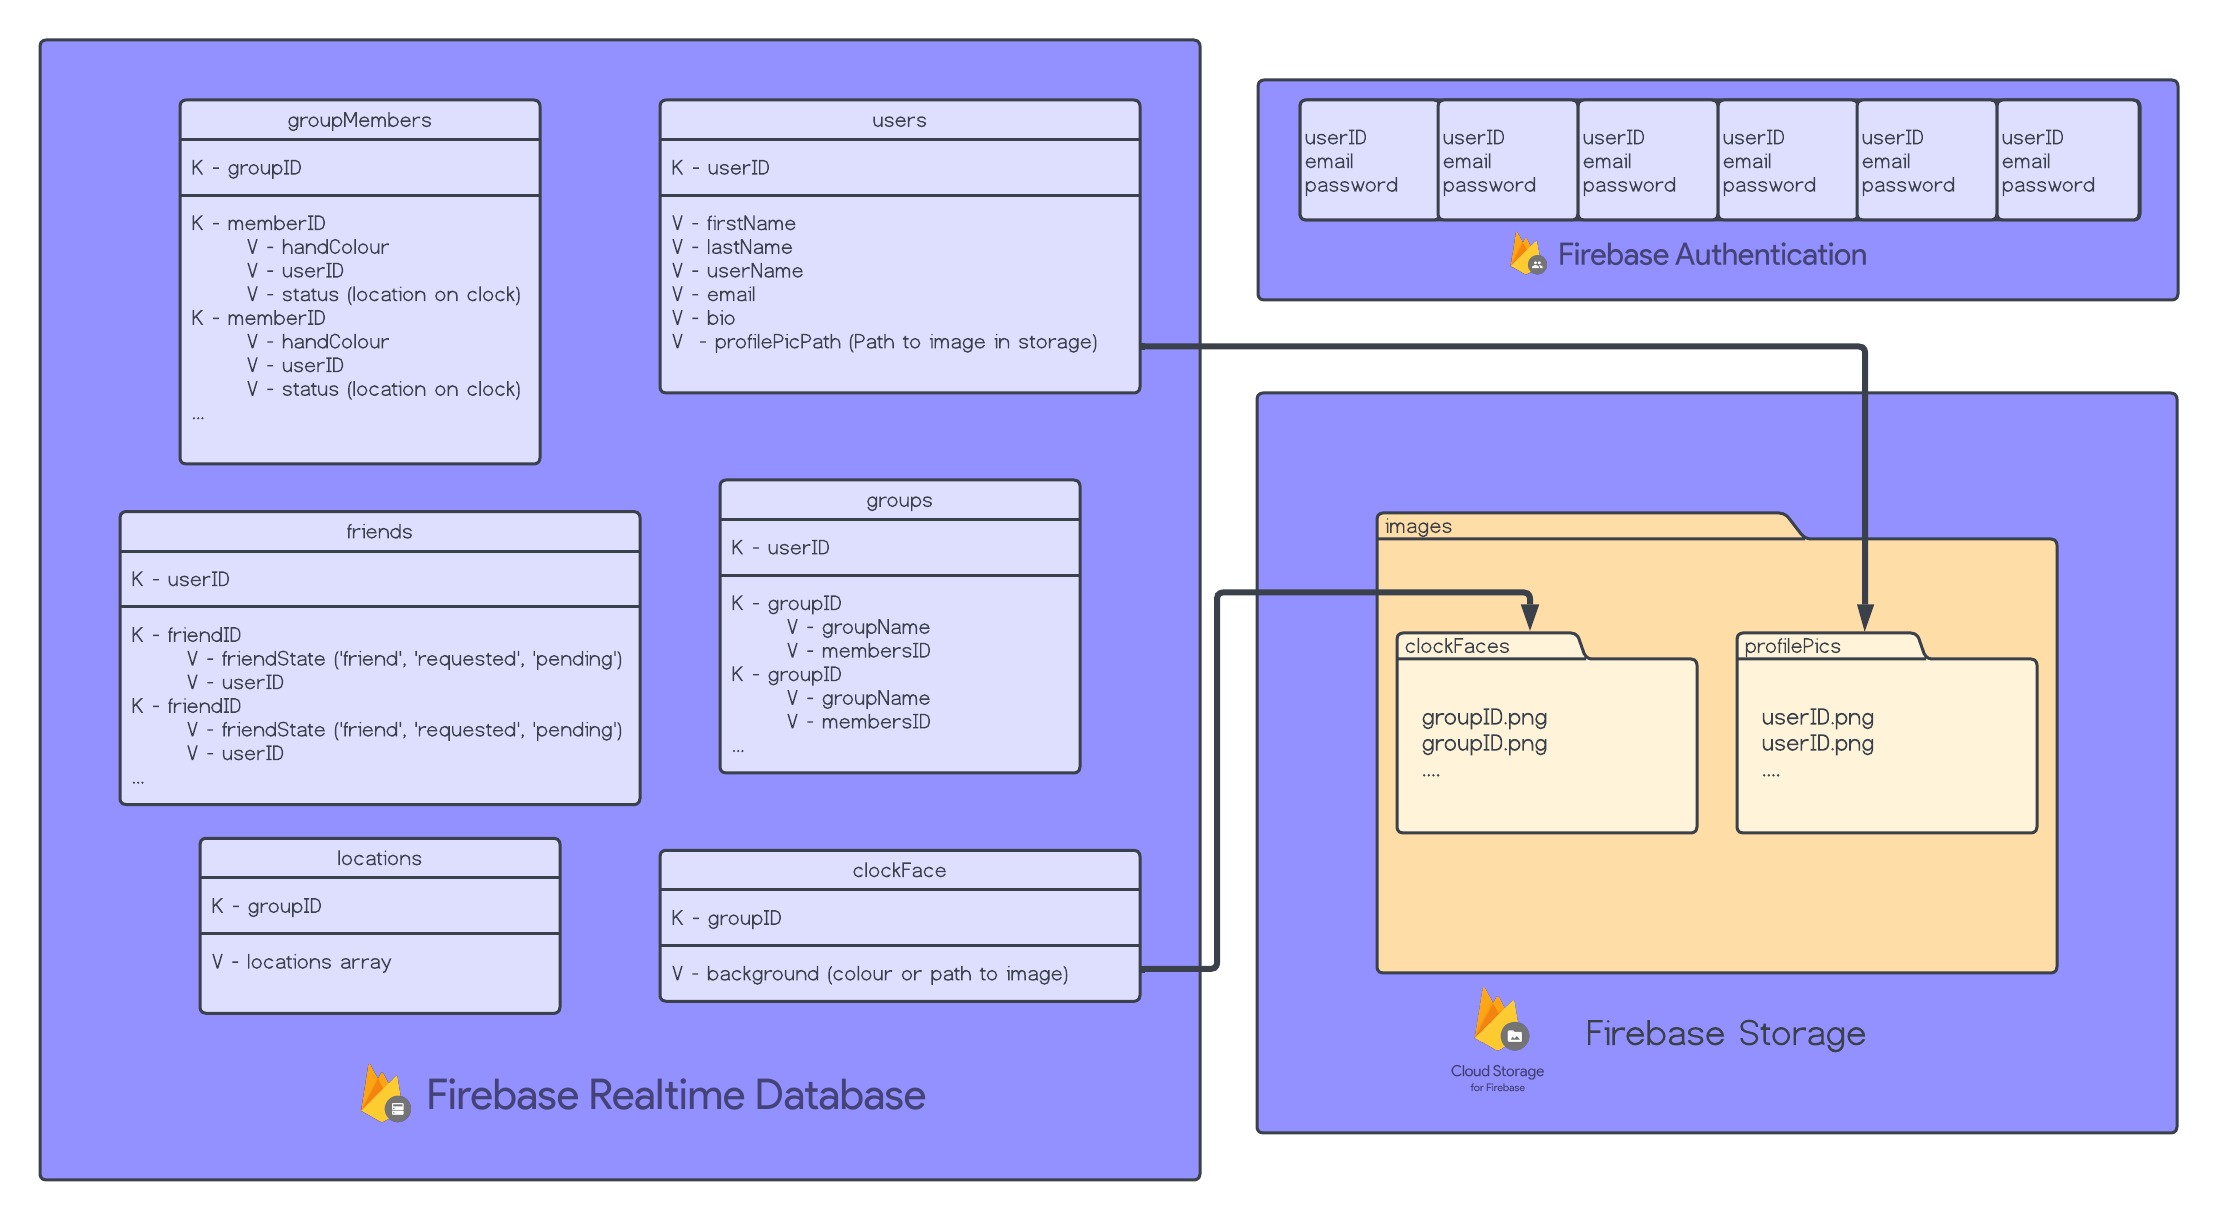 groupMembers
K - groupID
K - memberID
V - handColour
V - userID
V - status (location on clock)
K - memberID
V - handColour
V - userID
V - status (location on clock)
...
users
K - userID
V - firstName
V - lastName
V - userName
V - email
V - bio
V - profilePicPath (Path to image in storage)
friends
K - userID
K - friendID
V - friendState ('friend', 'requested', 'pending')
V - userID
K - friendID
V - friendState ('friend', 'requested', 'pending')
V - userID
...
groups
K - userID
K - groupID
V - groupName
V - membersID
K - groupID
V - groupName
V - membersID
...
locations
K - groupID
V - locations array
clockFace
K - groupID
V - background (colour or path to image)
Firebase Realtime Database
userID
email
password
userID
email
password
userID
email
password
userID
email
password
userID
email
password
userID
email
password
Firebase Authentication
images
clockFaces
groupID.png
groupID.png
....
profilePics
userID.png
userID.png
....
Cloud Storage
for Firebase
Firebase Storage